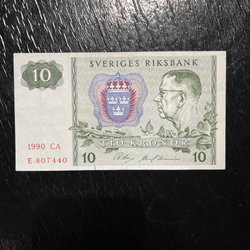 SVERIGES RIKSBANK
10
1990 CA
E 807440
TIO KRONOR
10
10